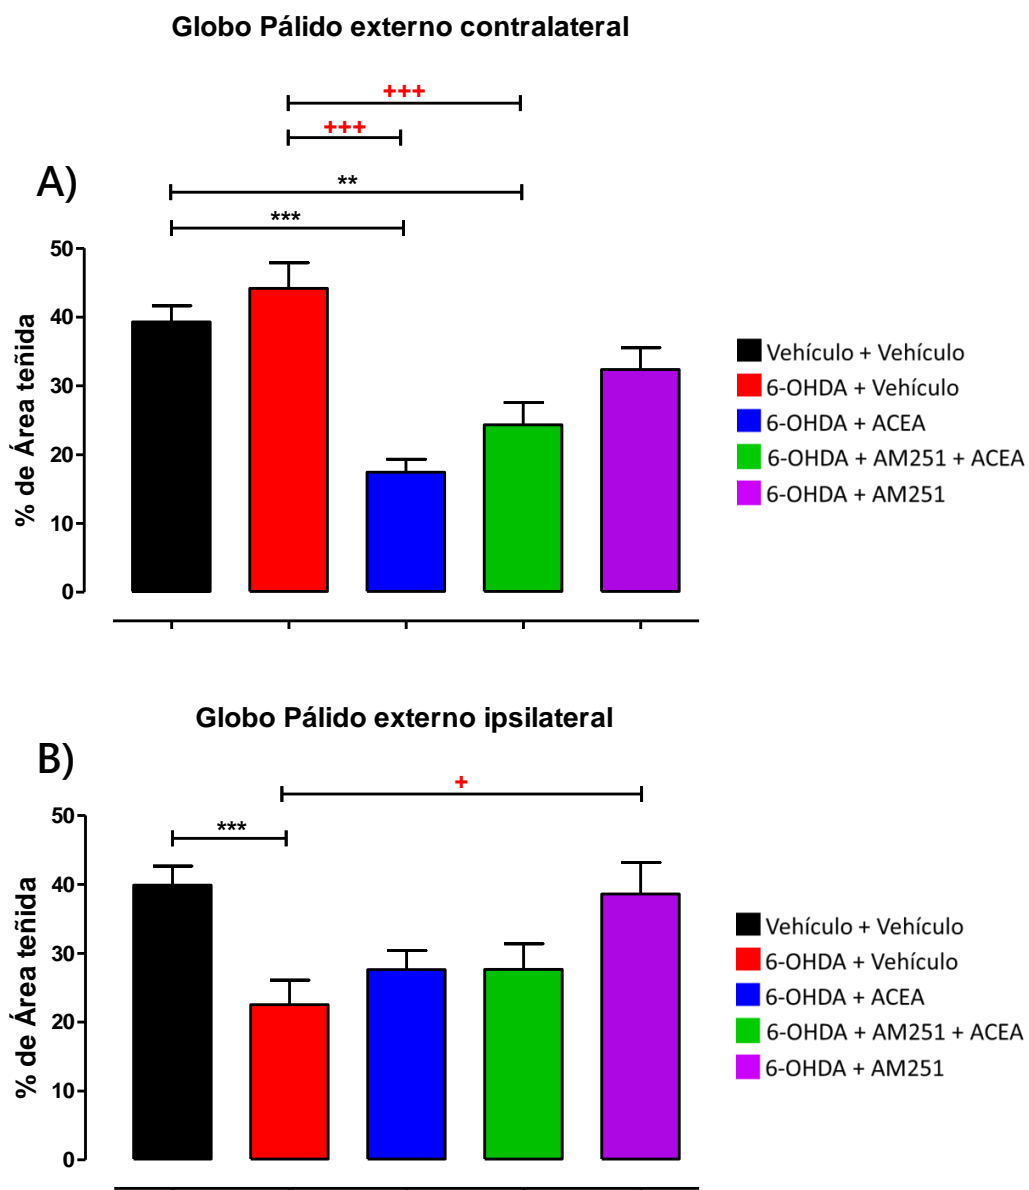 Globo Pálido externo contralateral
+++
+++
A)
**
***
50
40
30
20
10
0
% de Área teñida
Vehículo + Vehículo
6-OHDA + Vehículo
6-OHDA + ACEA
6-OHDA + AM251 + ACEA
6-OHDA + AM251
Globo Pálido externo ipsilateral
B)
+
***
50
40
30
20
10
0
% de Área teñida
Vehículo + Vehículo
6-OHDA + Vehículo
6-OHDA + ACEA
6-OHDA + AM251 + ACEA
6-OHDA + AM251